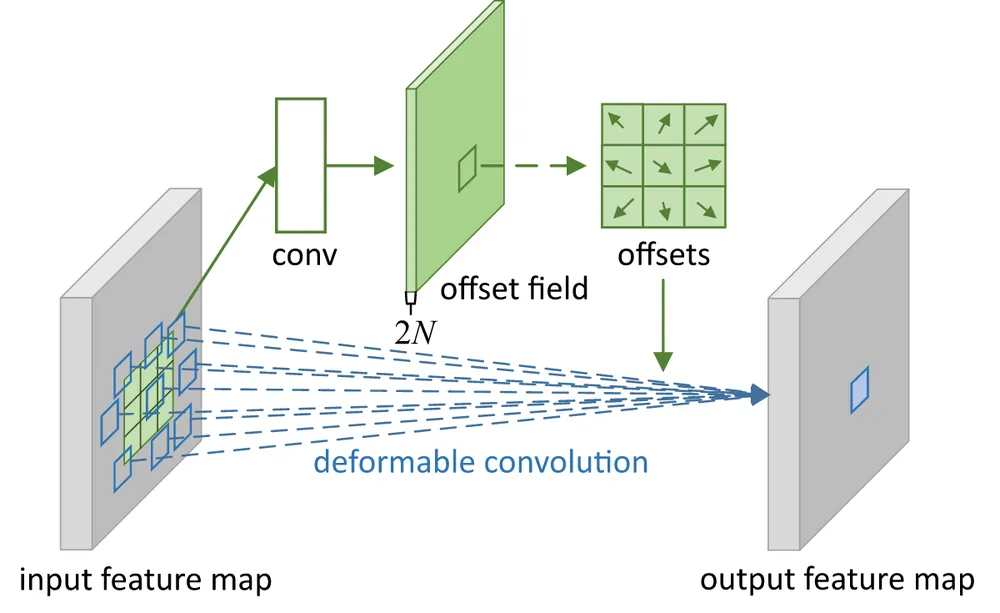 conv
offsets
offset field
2N
deformable convolution
input feature map
output feature map